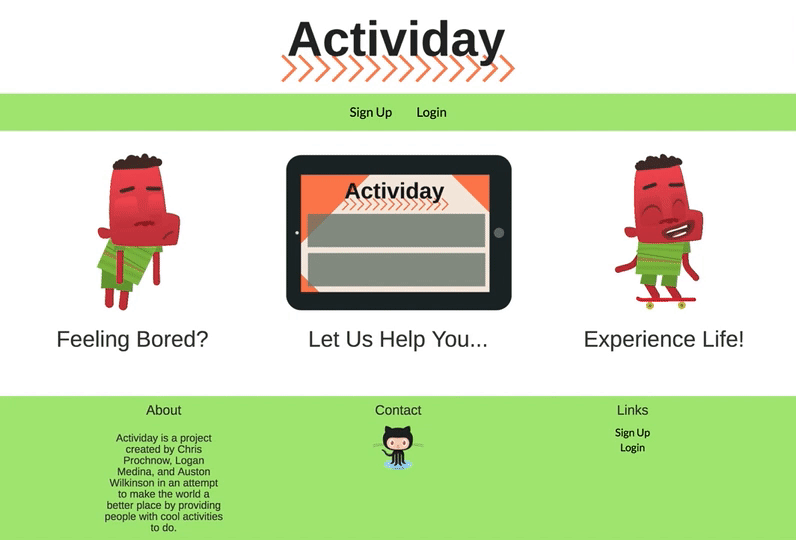 Actividay
Sign Up
Login
Actividay
Feeling Bored?
Let Us Help You...
Experience Life!
About
Contact
Links
Actividay is a project
created by Chris
Prochnow, Logan
Medina, and Auston
Wilkinson in an attempt
to make the world a
better place by providing
people with cool activities
to do.
Sign Up
Login